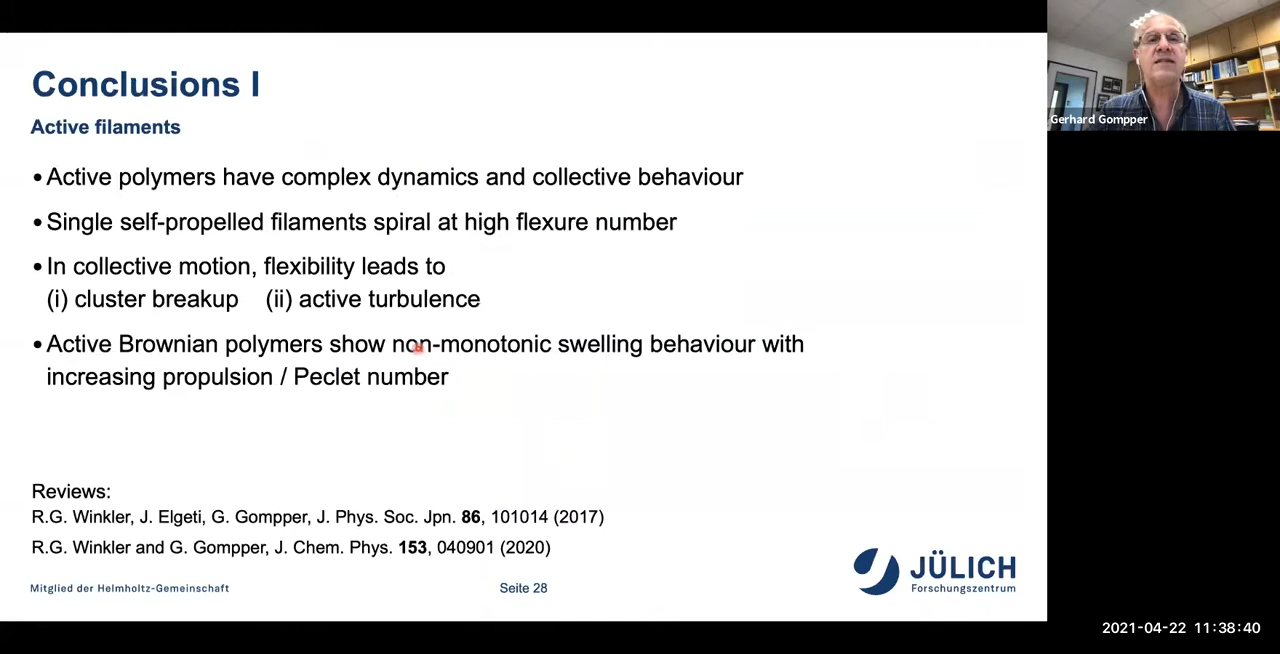 Conclusions I
Active filaments
• Active polymers have complex dynamics and collective behaviour
• Single self-propelled filaments spiral at high flexure number
• In collective motion, flexibility leads to
(i) cluster breakup (ii) active turbulence
• Active Brownian polymers show non-monotonic swelling behaviour with
increasing propulsion / Peclet number
Reviews:
R.G. Winkler, J. Elgeti, G. Gompper, J. Phys. Soc. Jpn. 86, 101014 (2017)
R.G. Winkler and G. Gompper, J. Chem. Phys. 153, 040901 (2020)
Mitglied der Helmholtz-Gemeinschaft
Seite 28
JÜLICH
Forschungszentrum
Gerhard Gompper
2021-04-22 11:38:40